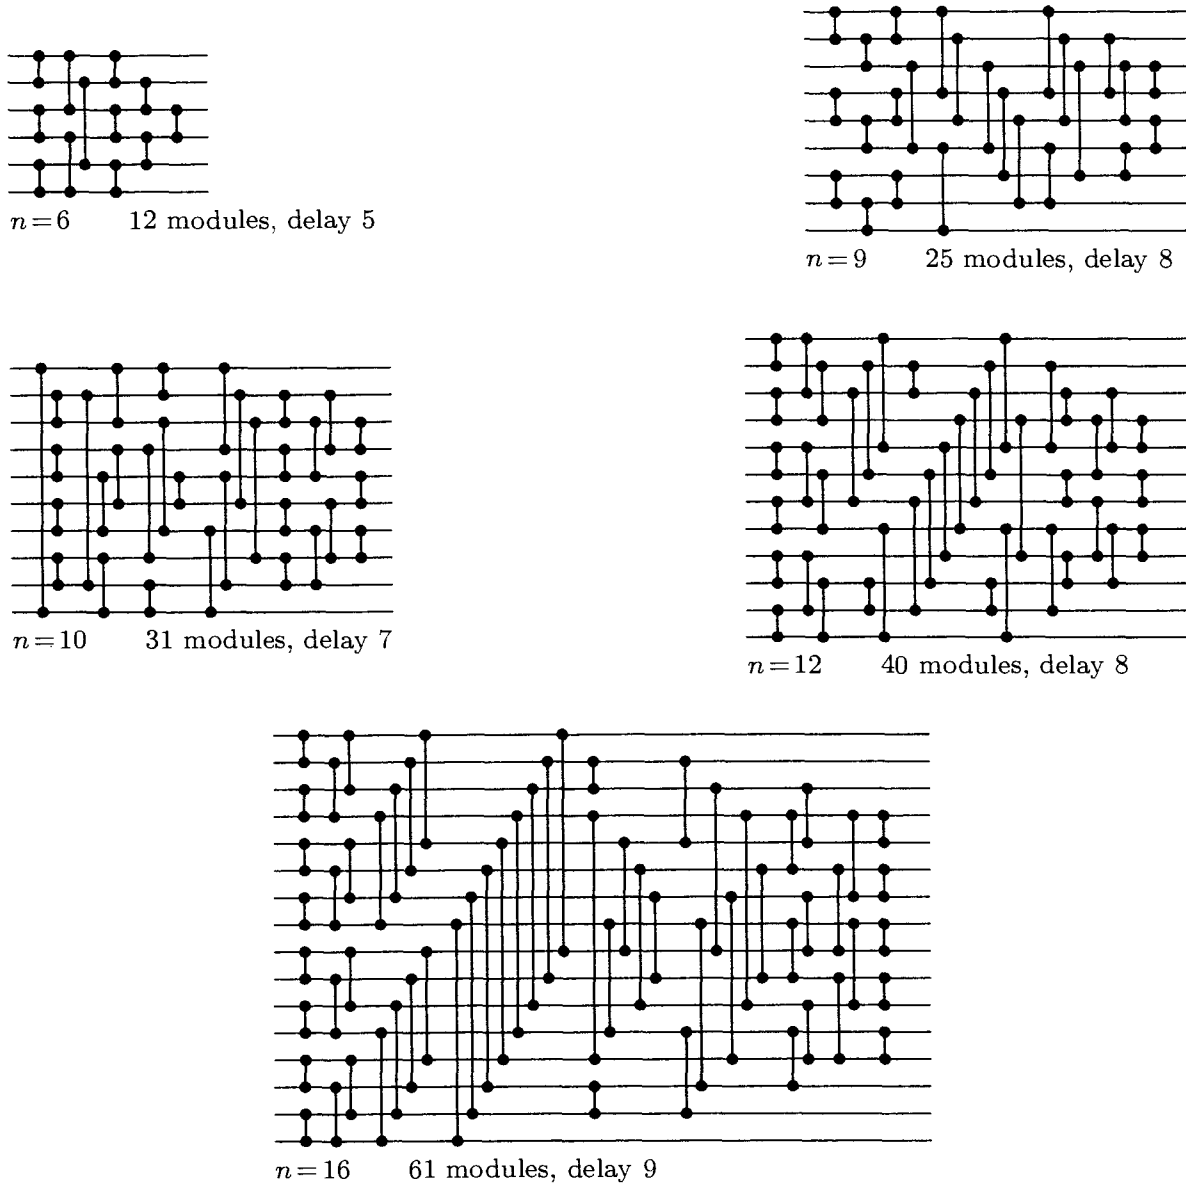 n=6 12 modules, delay 5
n=9 25 modules, delay 8
n=10 31 modules, delay 7
n=12 40 modules, delay 8
n=16 61 modules, delay 9